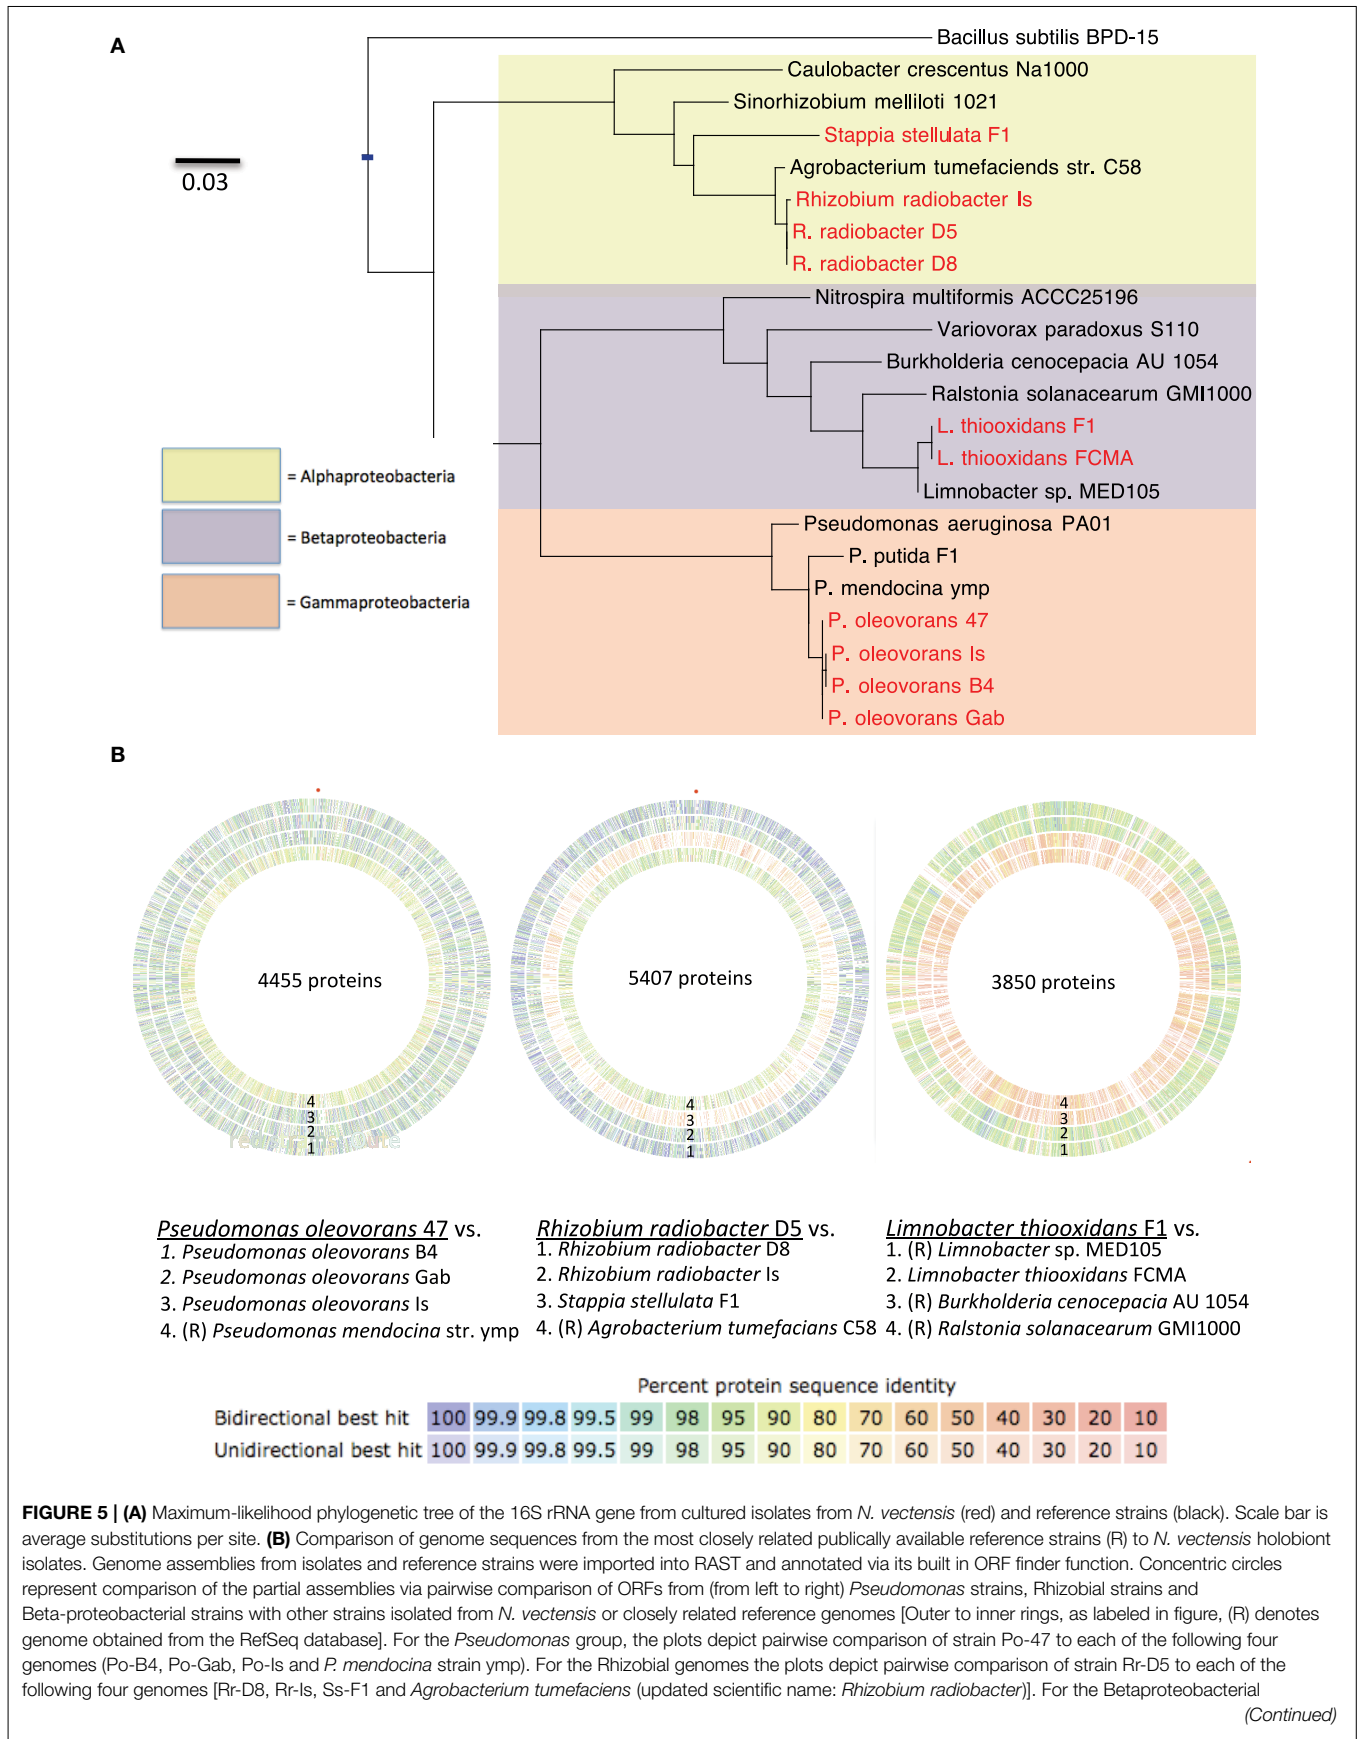 A
Bacillus subtilis BPD-15
Caulobacter crescentus Na1000
Sinorhizobium melliloti 1021
Stappia stellulata F1
Agrobacterium tumefaciends str. C58
Rhizobium radiobacter Is
R. radiobacter D5
R. radiobacter D8
0.03
Nitrospira multiformis ACCC25196
Variovorax paradoxus S110
Burkholderia cenocepacia AU 1054
Ralstonia solanacearum GMI1000
L. thiooxidans F1
L. thiooxidans FCMA
Limnobacter sp. MED105
Pseudomonas aeruginosa PA01
P. putida F1
P. mendocina ymp
P. oleovorans 47
P. oleovorans Is
P. oleovorans B4
P. oleovorans Gab
= Alphaproteobacteria
= Betaproteobacteria
= Gammaproteobacteria
B
4455 proteins
4
3
2
1
5407 proteins
4
3
2
1
3850 proteins
4
3
2
1
Pseudomonas oleovorans 47 vs.
1. Pseudomonas oleovorans B4
2. Pseudomonas oleovorans Gab
3. Pseudomonas oleovorans Is
4. (R) Pseudomonas mendocina str. ymp
Rhizobium radiobacter D5 vs.
1. Rhizobium radiobacter D8
2. Rhizobium radiobacter Is
3. Stappia stellulata F1
4. (R) Agrobacterium tumefacians C58
Limnobacter thiooxidans F1 vs.
1. (R) Limnobacter sp. MED105
2. Limnobacter thiooxidans FCMA
3. (R) Burkholderia cenocepacia AU 1054
4. (R) Ralstonia solanacearum GMI1000
Percent protein sequence identity
Bidirectional best hit 100 99.9 99.8 99.5 99 98 95 90 80 70 60 50 40 30 20 10
Unidirectional best hit 100 99.9 99.8 99.5 99 98 95 90 80 70 60 50 40 30 20 10
FIGURE 5 | (A) Maximum-likelihood phylogenetic tree of the 16S rRNA gene from cultured isolates from N. vectensis (red) and reference strains (black). Scale bar is
average substitutions per site. (B) Comparison of genome sequences from the most closely related publically available reference strains (R) to N. vectensis holobiont
isolates. Genome assemblies from isolates and reference strains were imported into RAST and annotated via its built in ORF finder function. Concentric circles
represent comparison of the partial assemblies via pairwise comparison of ORFs from (from left to right) Pseudomonas strains, Rhizobial strains and
Beta-proteobacterial strains with other strains isolated from N. vectensis or closely related reference genomes [Outer to inner rings, as labeled in figure, (R) denotes
genome obtained from the RefSeq database]. For the Pseudomonas group, the plots depict pairwise comparison of strain Po-47 to each of the following four
genomes (Po-B4, Po-Gab, Po-Is and P. mendocina strain ymp). For the Rhizobial genomes the plots depict pairwise comparison of strain Rr-D5 to each of the
following four genomes [Rr-D8, Rr-Is, Ss-F1 and Agrobacterium tumefaciens (updated scientific name: Rhizobium radiobacter)]. For the Betaproteobacterial
(Continued)